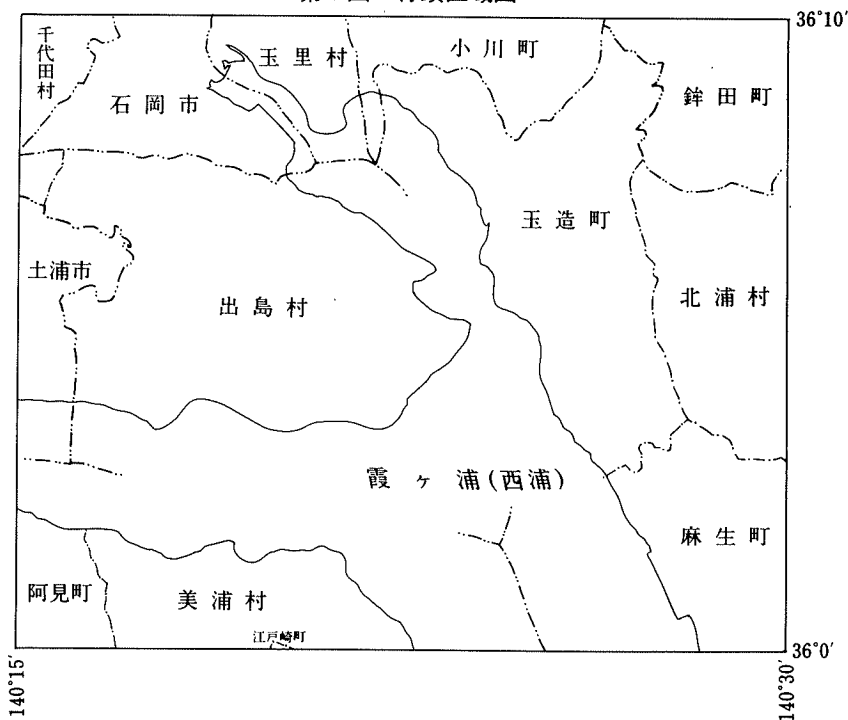 36°10′
千代田村
玉里村
小川町
石岡市
鉾田町
玉造町
土浦市
出島村
北浦村
霞ヶ浦(西浦)
麻生町
阿見町
美浦村
江戸崎町
36°0′
140°15′
140°30′